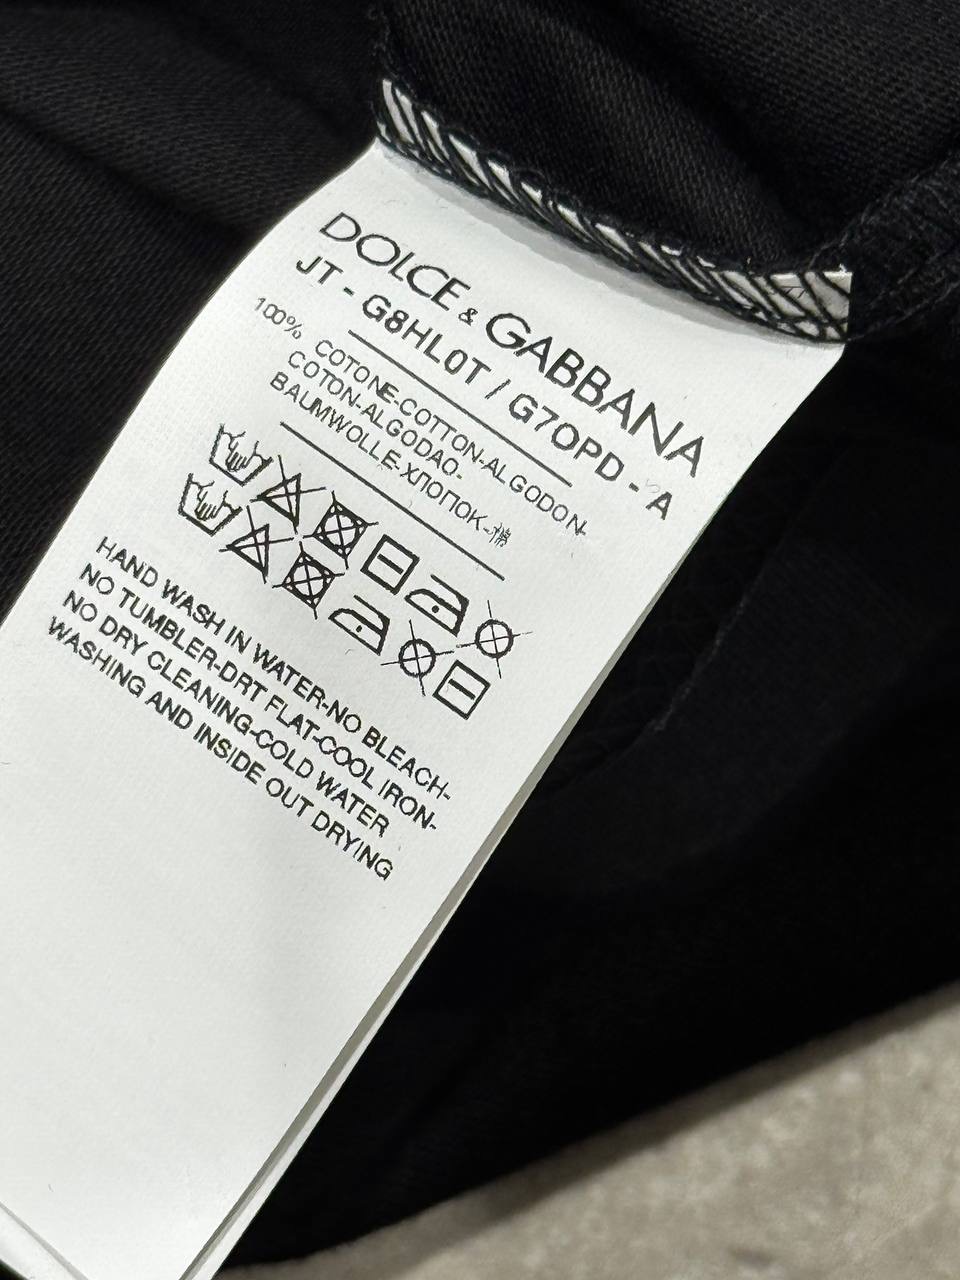 DOLCE & GABBANA
JT - G8HL0T / G7OPD - A
100% COTONE-COTTON-ALGODON-
COTON-ALGODAO-
BAUMWOLLE-ХЛОПОК-棉
HAND WASH IN WATER-NO BLEACH-
NO TUMBLER-DRT FLAT-COOL IRON-
NO DRY CLEANING-COLD WATER
WASHING AND INSIDE OUT DRYING